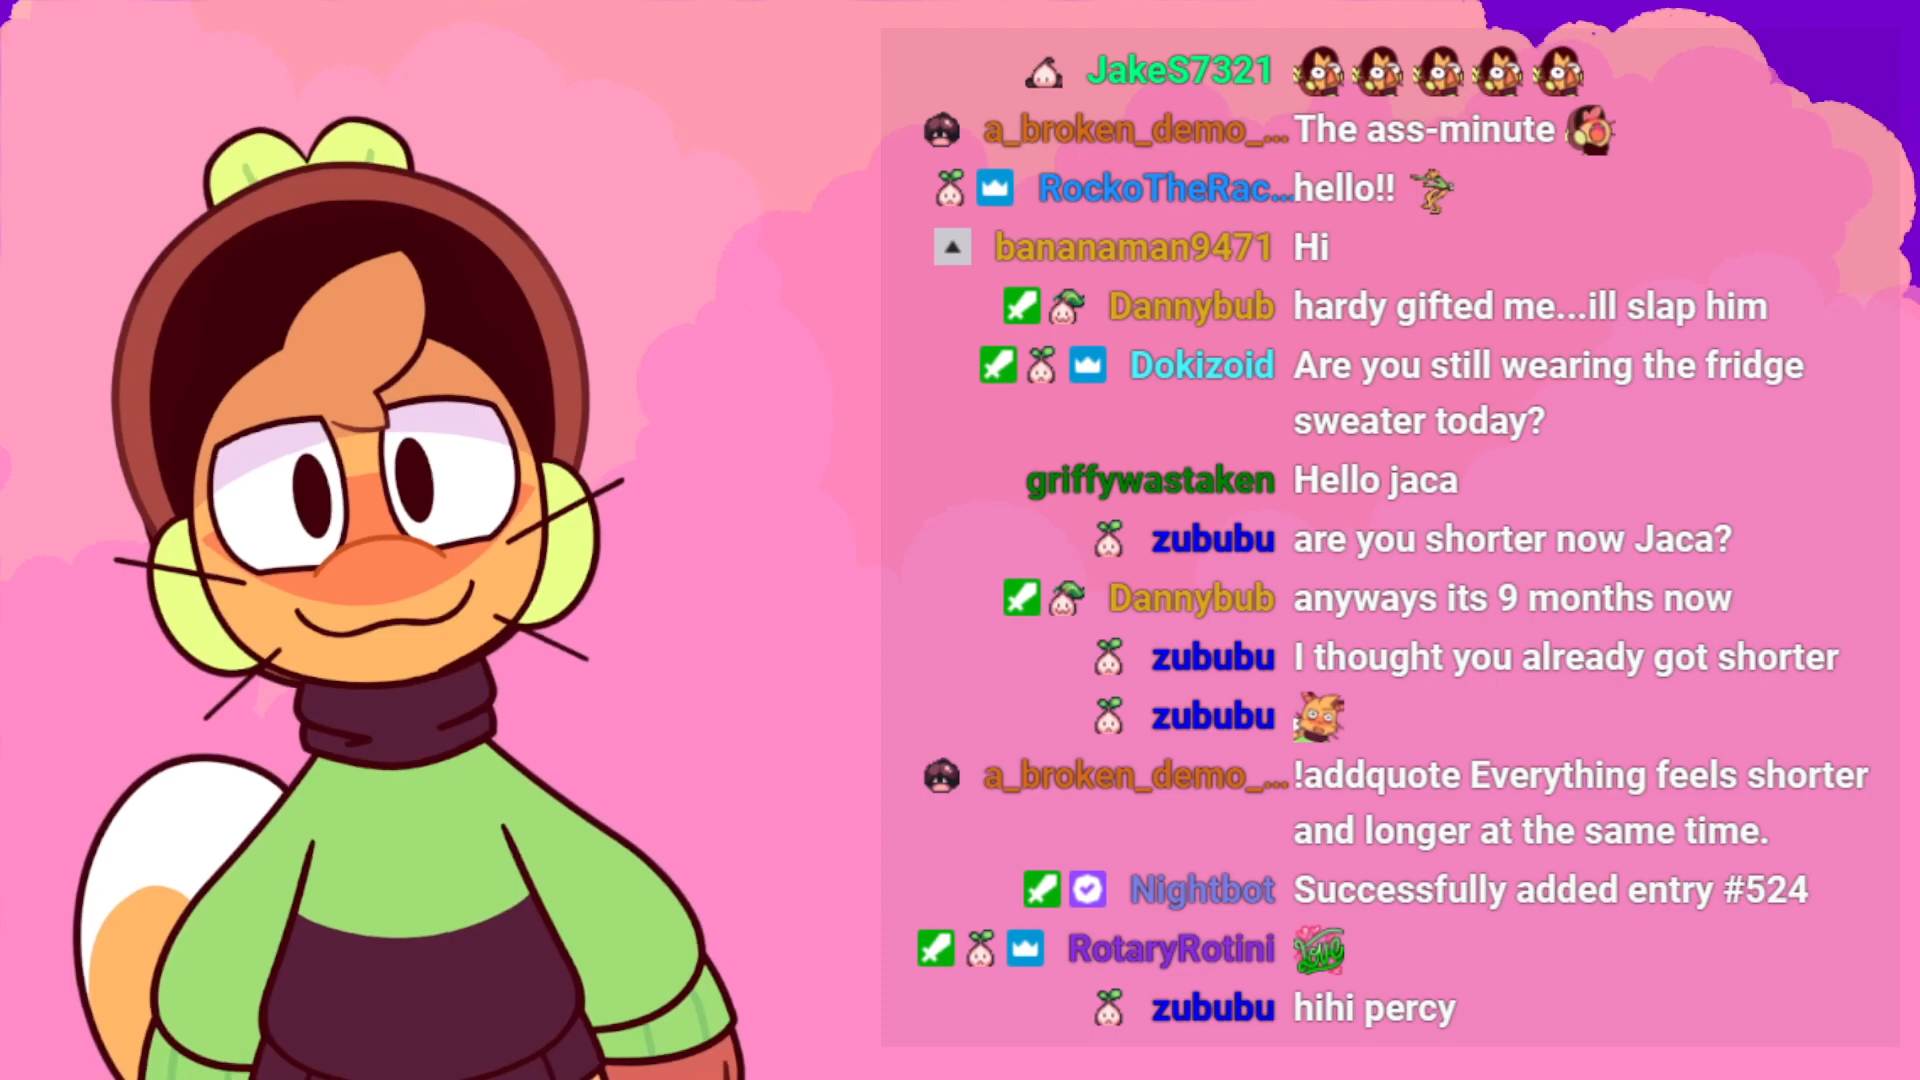 JakeS7321
a_broken_demo_... The ass-minute
RockoTheRac... hello!!
bananaman9471 Hi
Dannybub hardy gifted me...ill slap him
Dokizoid Are you still wearing the fridge
sweater today?
griffywastaken Hello jaca
zububu are you shorter now Jaca?
Dannybub anyways its 9 months now
zububu I thought you already got shorter
zububu
a_broken_demo_... !addquote Everything feels shorter
and longer at the same time.
Nightbot Successfully added entry #524
RotaryRotini Love
zububu hihi percy